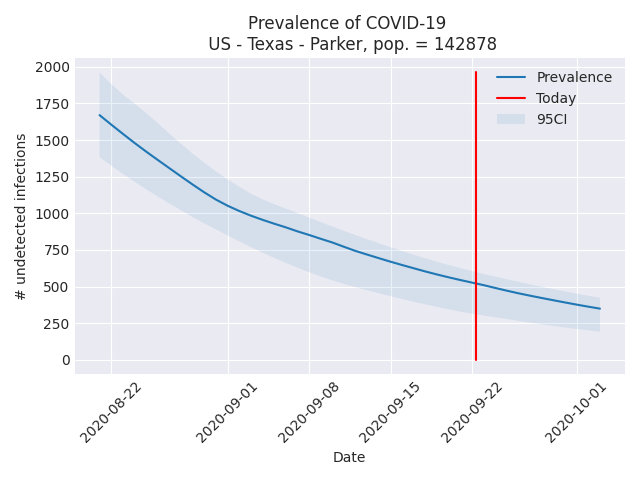 Prevalence of COVID-19
US - Texas - Parker, pop. = 142878
2000
1750
1500
1250
1000
750
500
250
0
# undetected infections
Prevalence
Today
95CI
2020-08-22
2020-09-01
2020-09-08
2020-09-15
2020-09-22
2020-10-01
Date